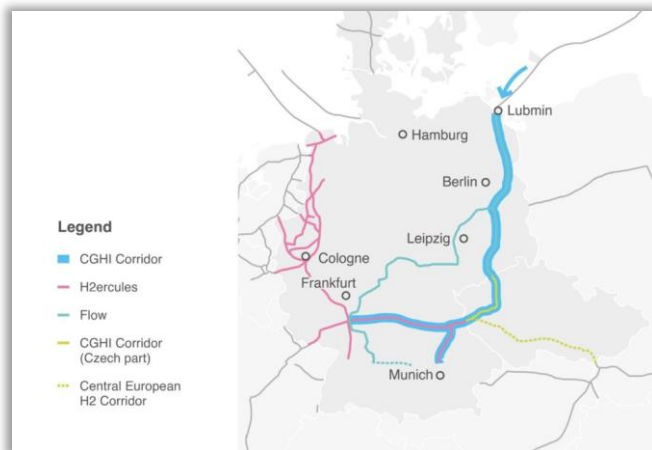 Lubmin
Hamburg
Berlin
Leipzig
Cologne
Frankfurt
Munich
Legend
CGHI Corridor
H2ercules
Flow
CGHI Corridor
(Czech part)
Central European
H2 Corridor